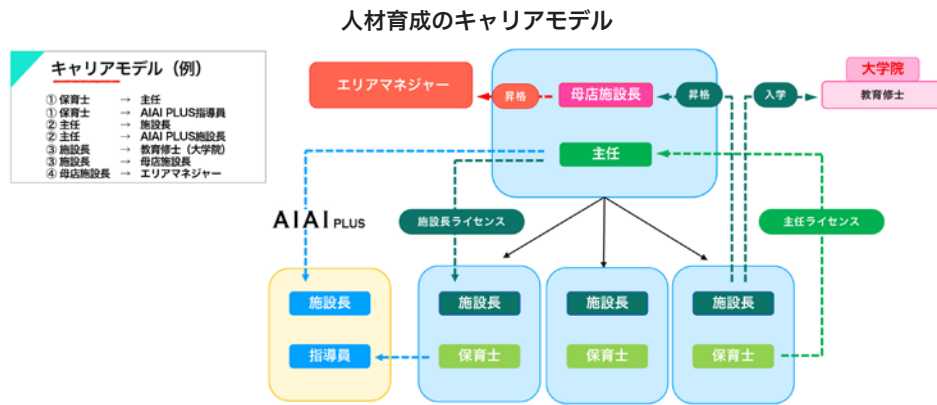 人材育成のキャリアモデル
キャリアモデル（例）
① 保育士 → 主任
① 保育士 → AIAI PLUS指導員
② 主任 → 施設長
② 主任 → AIAI PLUS施設長
③ 施設長 → 教育修士（大学院）
③ 施設長 → 母店施設長
④ 母店施設長 → エリアマネジャー
エリアマネジャー
昇格
母店施設長
昇格
入学
大学院
教育修士
主任
AIAI PLUS
施設長ライセンス
主任ライセンス
施設長
施設長
施設長
施設長
指導員
保育士
保育士
保育士